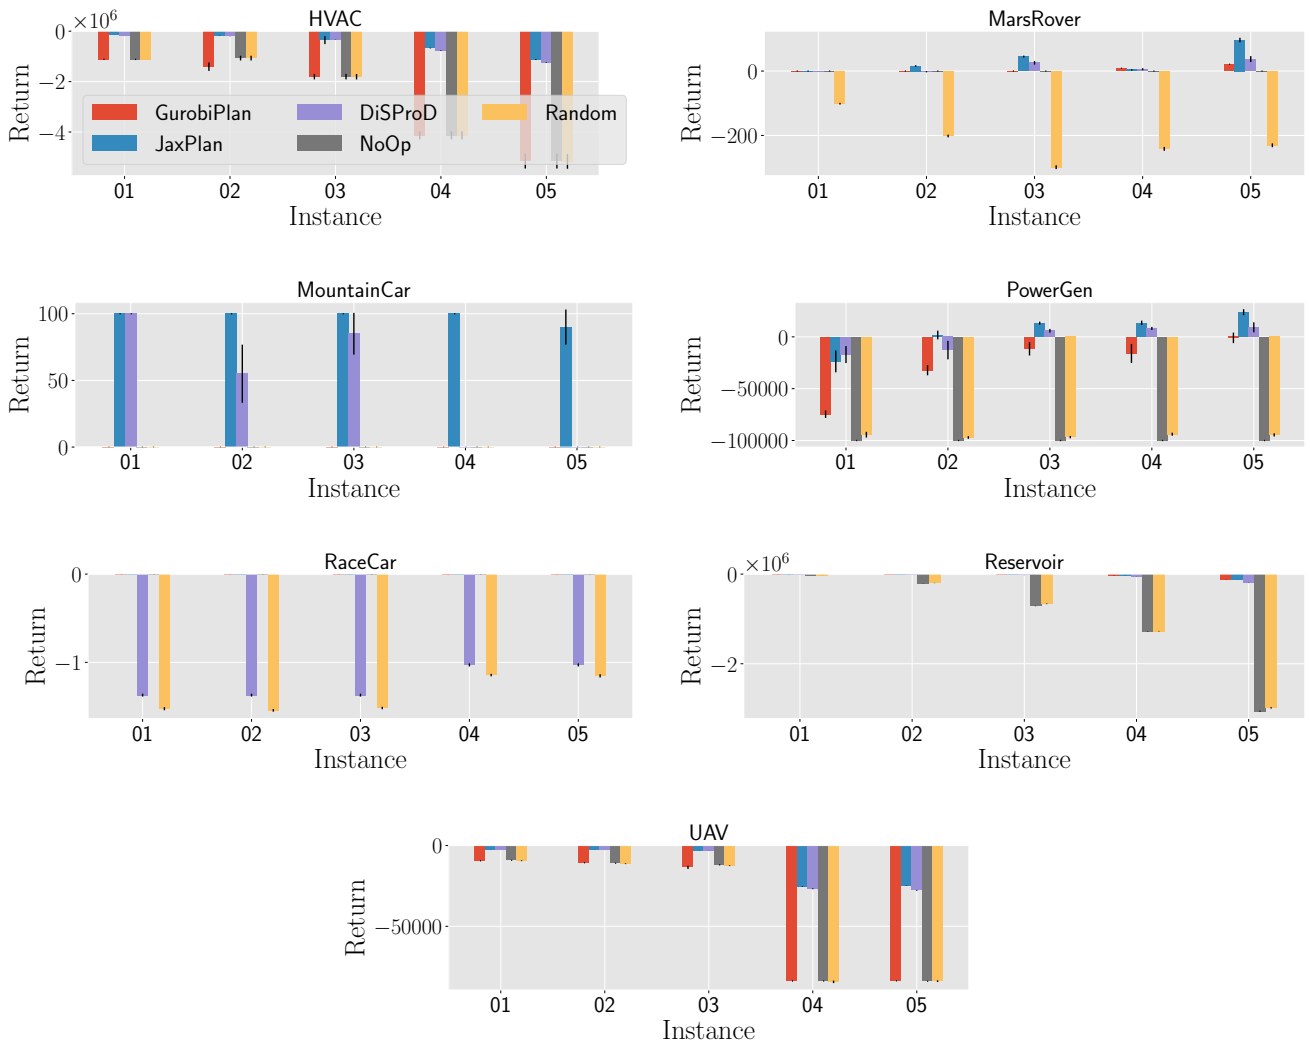 HVAC
×10⁶
0
−2
−4
Return
GurobiPlan DiSProD Random
JaxPlan NoOp
01 02 03 04 05
Instance
MarsRover
0
−200
Return
01 02 03 04 05
Instance
MountainCar
100
50
0
Return
01 02 03 04 05
Instance
PowerGen
0
−50000
−100000
Return
01 02 03 04 05
Instance
RaceCar
0
−1
Return
01 02 03 04 05
Instance
Reservoir
×10⁶
0
−2
Return
01 02 03 04 05
Instance
UAV
0
−50000
Return
01 02 03 04 05
Instance